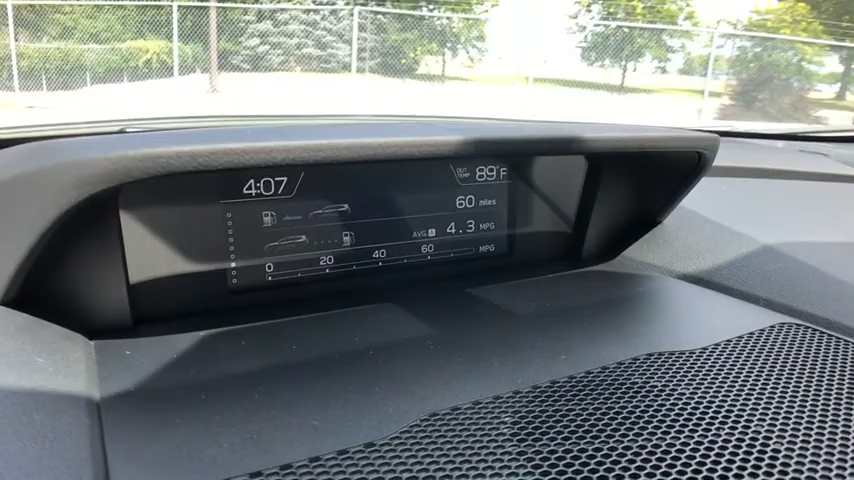 4:07
OUT TEMP 89°F
60 miles
AVG. A 4.3 MPG
0 20 40 60 MPG